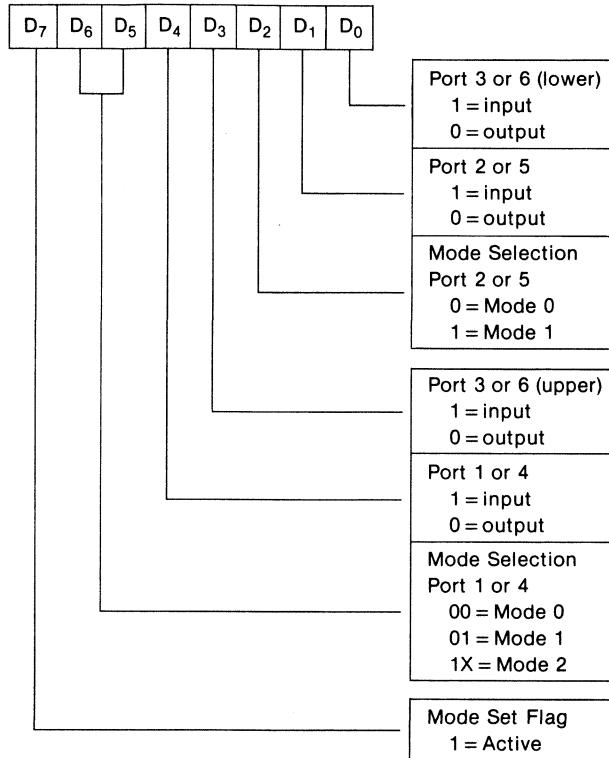 D7 D6 D5 D4 D3 D2 D1 D0
Port 3 or 6 (lower)
1 = input
0 = output
Port 2 or 5
1 = input
0 = output
Mode Selection
Port 2 or 5
0 = Mode 0
1 = Mode 1
Port 3 or 6 (upper)
1 = input
0 = output
Port 1 or 4
1 = input
0 = output
Mode Selection
Port 1 or 4
00 = Mode 0
01 = Mode 1
1X = Mode 2
Mode Set Flag
1 = Active